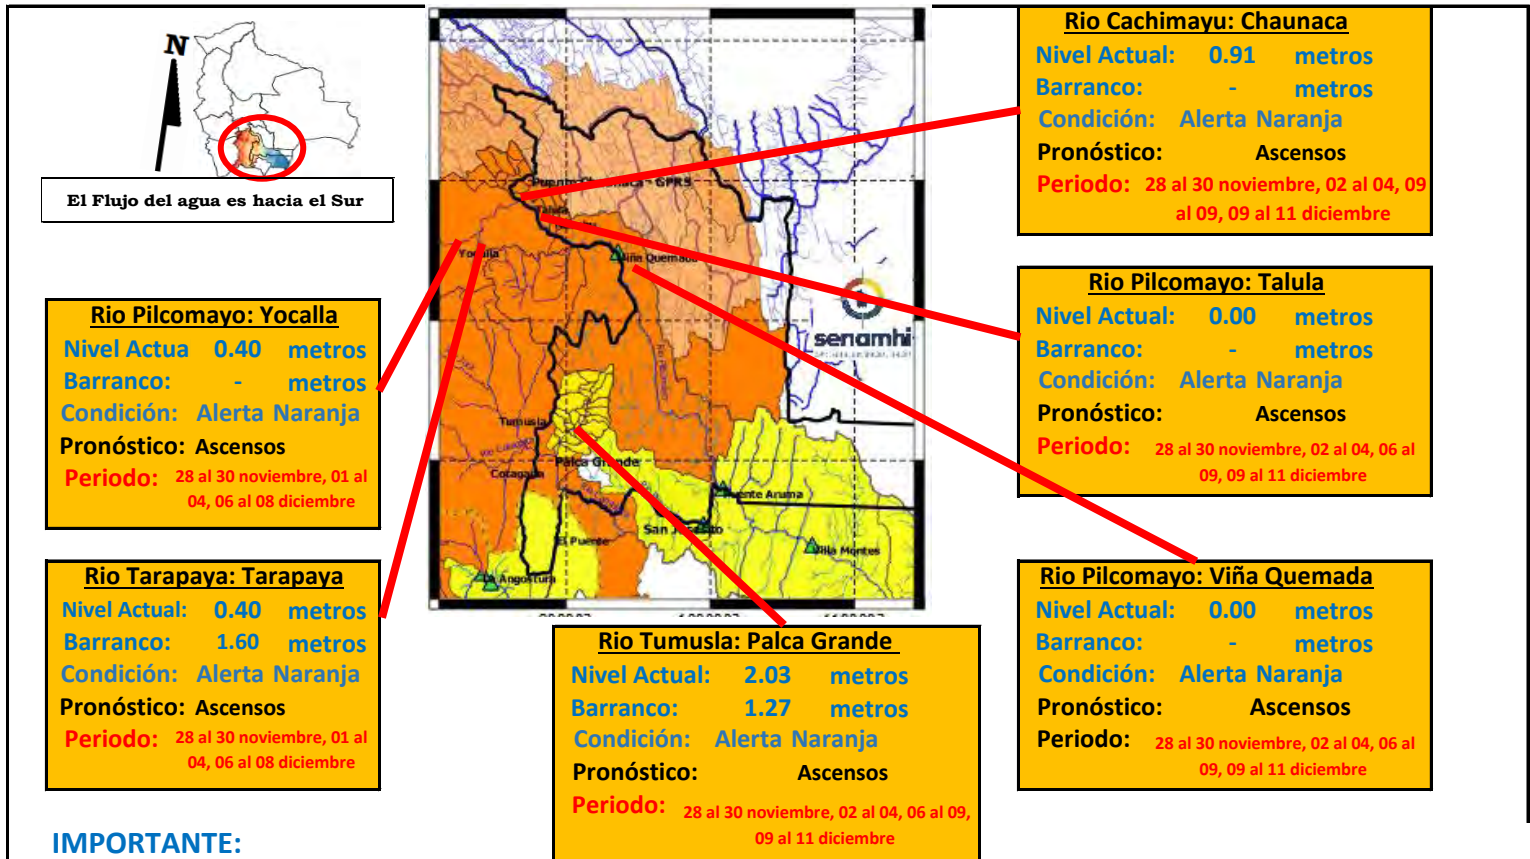 N
El Flujo del agua es hacia el Sur
Rio Pilcomayo: Yocalla
Nivel Actua 0.40 metros
Barranco: - metros
Condición: Alerta Naranja
Pronóstico: Ascensos
Periodo: 28 al 30 noviembre, 01 al
04, 06 al 08 diciembre
Rio Tarapaya: Tarapaya
Nivel Actual: 0.40 metros
Barranco: 1.60 metros
Condición: Alerta Naranja
Pronóstico: Ascensos
Periodo: 28 al 30 noviembre, 01 al
04, 06 al 08 diciembre
IMPORTANTE:
Yocalla
Viña Quemada
senamhi
Tumusla
Palca Grande
Cotagaita
Puente Aruma
San
El Puente
Villa Montes
La Angostura
Rio Tumusla: Palca Grande
Nivel Actual: 2.03 metros
Barranco: 1.27 metros
Condición: Alerta Naranja
Pronóstico: Ascensos
Periodo: 28 al 30 noviembre, 02 al 04, 06 al 09,
09 al 11 diciembre
Rio Cachimayu: Chaunaca
Nivel Actual: 0.91 metros
Barranco: - metros
Condición: Alerta Naranja
Pronóstico: Ascensos
Periodo: 28 al 30 noviembre, 02 al 04, 09
al 09, 09 al 11 diciembre
Rio Pilcomayo: Talula
Nivel Actual: 0.00 metros
Barranco: - metros
Condición: Alerta Naranja
Pronóstico: Ascensos
Periodo: 28 al 30 noviembre, 02 al 04, 06 al
09, 09 al 11 diciembre
Rio Pilcomayo: Viña Quemada
Nivel Actual: 0.00 metros
Barranco: - metros
Condición: Alerta Naranja
Pronóstico: Ascensos
Periodo: 28 al 30 noviembre, 02 al 04, 06 al
09, 09 al 11 diciembre